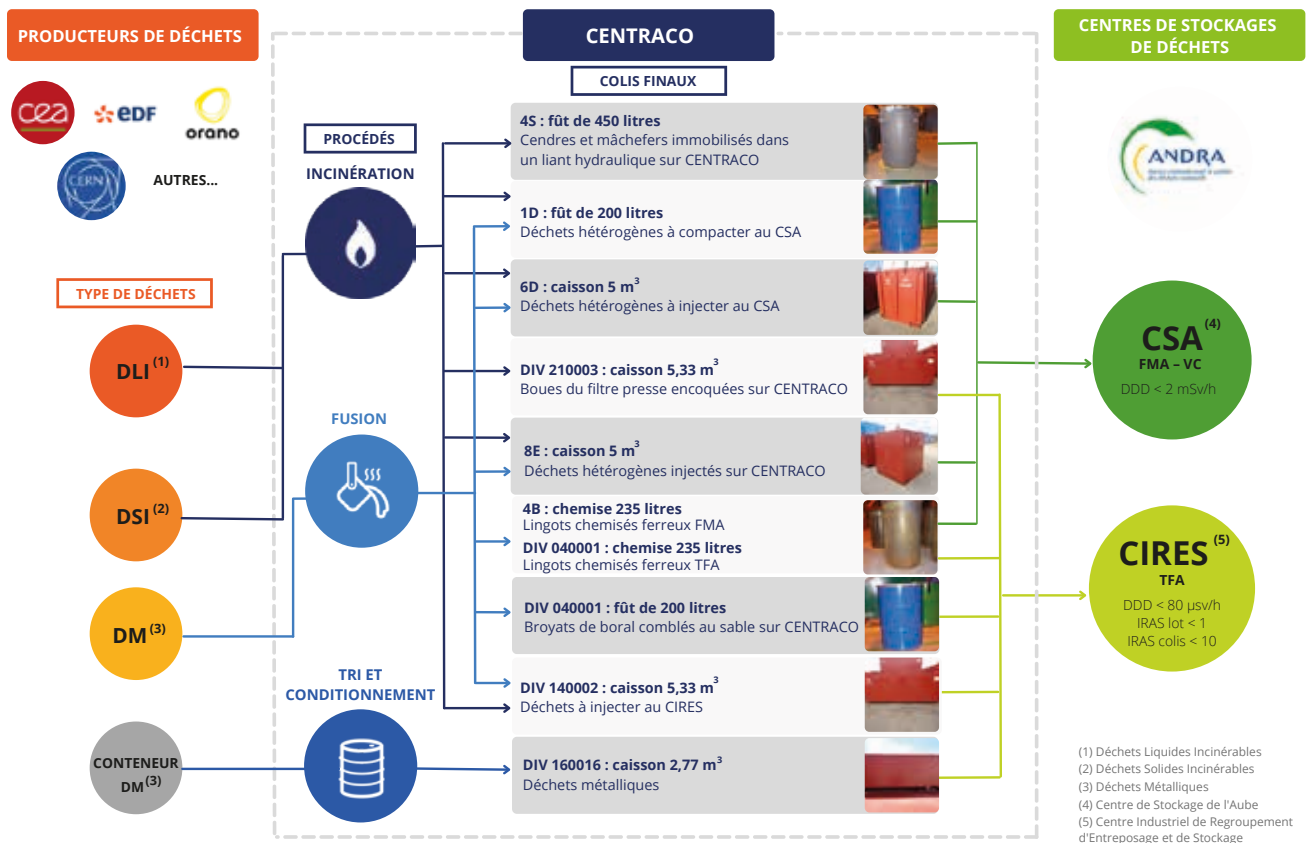 PRODUCTEURS DE DÉCHETS
cea
eDF
orano
CERN
AUTRES...
TYPE DE DÉCHETS
DLI (1)
DSI (2)
DM (3)
CONTENEUR
DM (3)
CENTRACO
PROCÉDÉS
INCINÉRATION
FUSION
TRI ET
CONDITIONNEMENT
COLIS FINAUX
4S : fût de 450 litres
Cendres et mâchefers immobilisés dans
un liant hydraulique sur CENTRACO
1D : fût de 200 litres
Déchets hétérogènes à compacter au CSA
6D : caisson 5 m³
Déchets hétérogènes à injecter au CSA
DIV 210003 : caisson 5,33 m³
Boues du filtre presse encoquées sur CENTRACO
8E : caisson 5 m³
Déchets hétérogènes injectés sur CENTRACO
4B : chemise 235 litres
Lingots chemisés ferreux FMA
DIV 040001 : chemise 235 litres
Lingots chemisés ferreux TFA
DIV 040001 : fût de 200 litres
Broyats de boral comblés au sable sur CENTRACO
DIV 140002 : caisson 5,33 m³
Déchets à injecter au CIRES
DIV 160016 : caisson 2,77 m³
Déchets métalliques
CENTRES DE STOCKAGES
DE DÉCHETS
ANDRA
CSA (4)
FMA – VC
DDD < 2 mSv/h
CIRES (5)
TFA
DDD < 80 µsv/h
IRAS lot < 1
IRAS colis < 10
(1) Déchets Liquides Incinérables
(2) Déchets Solides Incinérables
(3) Déchets Métalliques
(4) Centre de Stockage de l'Aube
(5) Centre Industriel de Regroupement
d'Entreposage et de Stockage